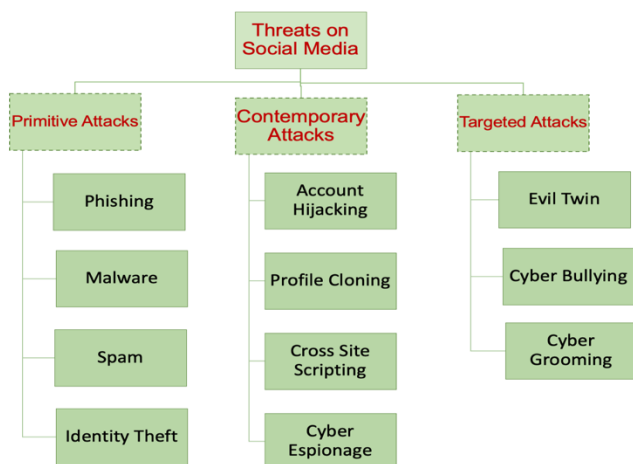 Threats on
Social Media
Primitive Attacks
Phishing
Malware
Spam
Identity Theft
Contemporary
Attacks
Account
Hijacking
Profile Cloning
Cross Site
Scripting
Cyber
Espionage
Targeted Attacks
Evil Twin
Cyber Bullying
Cyber
Grooming